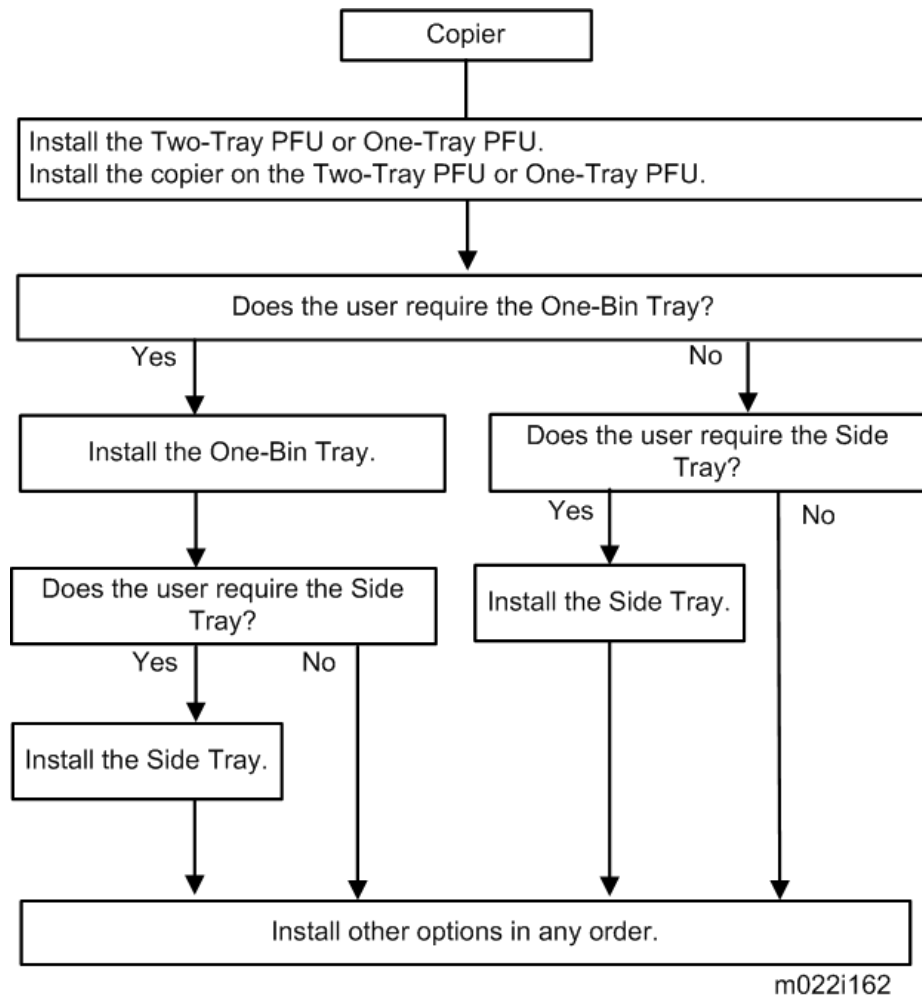 Copier
Install the Two-Tray PFU or One-Tray PFU.
Install the copier on the Two-Tray PFU or One-Tray PFU.
Does the user require the One-Bin Tray?
Yes
No
Install the One-Bin Tray.
Does the user require the Side
Tray?
Yes
No
Does the user require the Side
Tray?
Install the Side Tray.
Yes
No
Install the Side Tray.
Install other options in any order.
m022i162